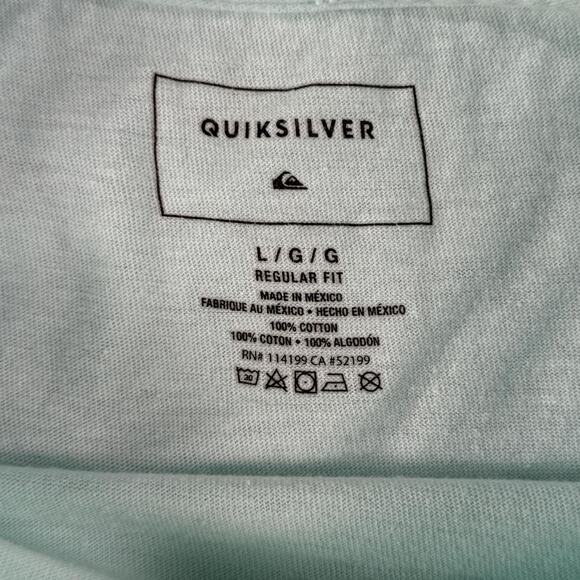 QUIKSILVER
L / G / G
REGULAR FIT
MADE IN MÉXICO
FABRIQUE AU MÉXICO • HECHO EN MÉXICO
100% COTTON
100% COTON • 100% ALGODÓN
RN# 114199 CA #52199
30